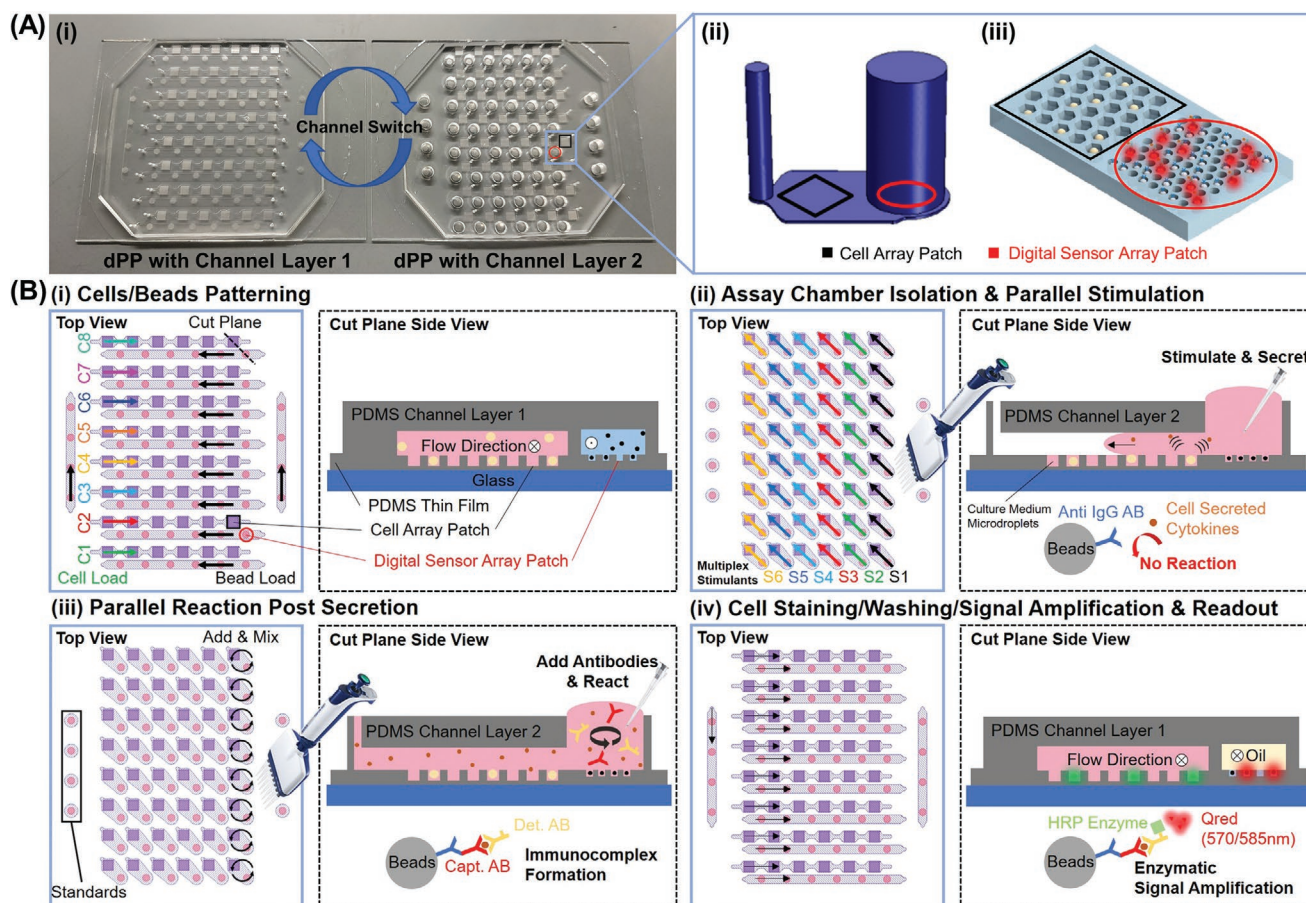 (A)
(i)
Channel Switch
dPP with Channel Layer 1
dPP with Channel Layer 2
(ii)
(iii)
Cell Array Patch
Digital Sensor Array Patch
(B)
(i) Cells/Beads Patterning
Top View
Cut Plane
C8
C7
C6
C5
C4
C3
C2
C1
Cell Load
Bead Load
Cut Plane Side View
PDMS Channel Layer 1
Flow Direction
Glass
PDMS Thin Film
Cell Array Patch
Digital Sensor Array Patch
(ii) Assay Chamber Isolation & Parallel Stimulation
Top View
Multiplex
Stimulants
S6 S5 S4 S3 S2 S1
Cut Plane Side View
Stimulate & Secret
PDMS Channel Layer 2
Culture Medium
Microdroplets
Anti IgG AB
Cell Secreted
Cytokines
Beads
No Reaction
(iii) Parallel Reaction Post Secretion
Top View
Add & Mix
Standards
Cut Plane Side View
Add Antibodies
& React
PDMS Channel Layer 2
Det. AB
Beads
Capt. AB
Immunocomplex
Formation
(iv) Cell Staining/Washing/Signal Amplification & Readout
Top View
Cut Plane Side View
PDMS Channel Layer 1
Flow Direction
Oil
HRP Enzyme
Qred
(570/585nm)
Beads
Enzymatic
Signal Amplification